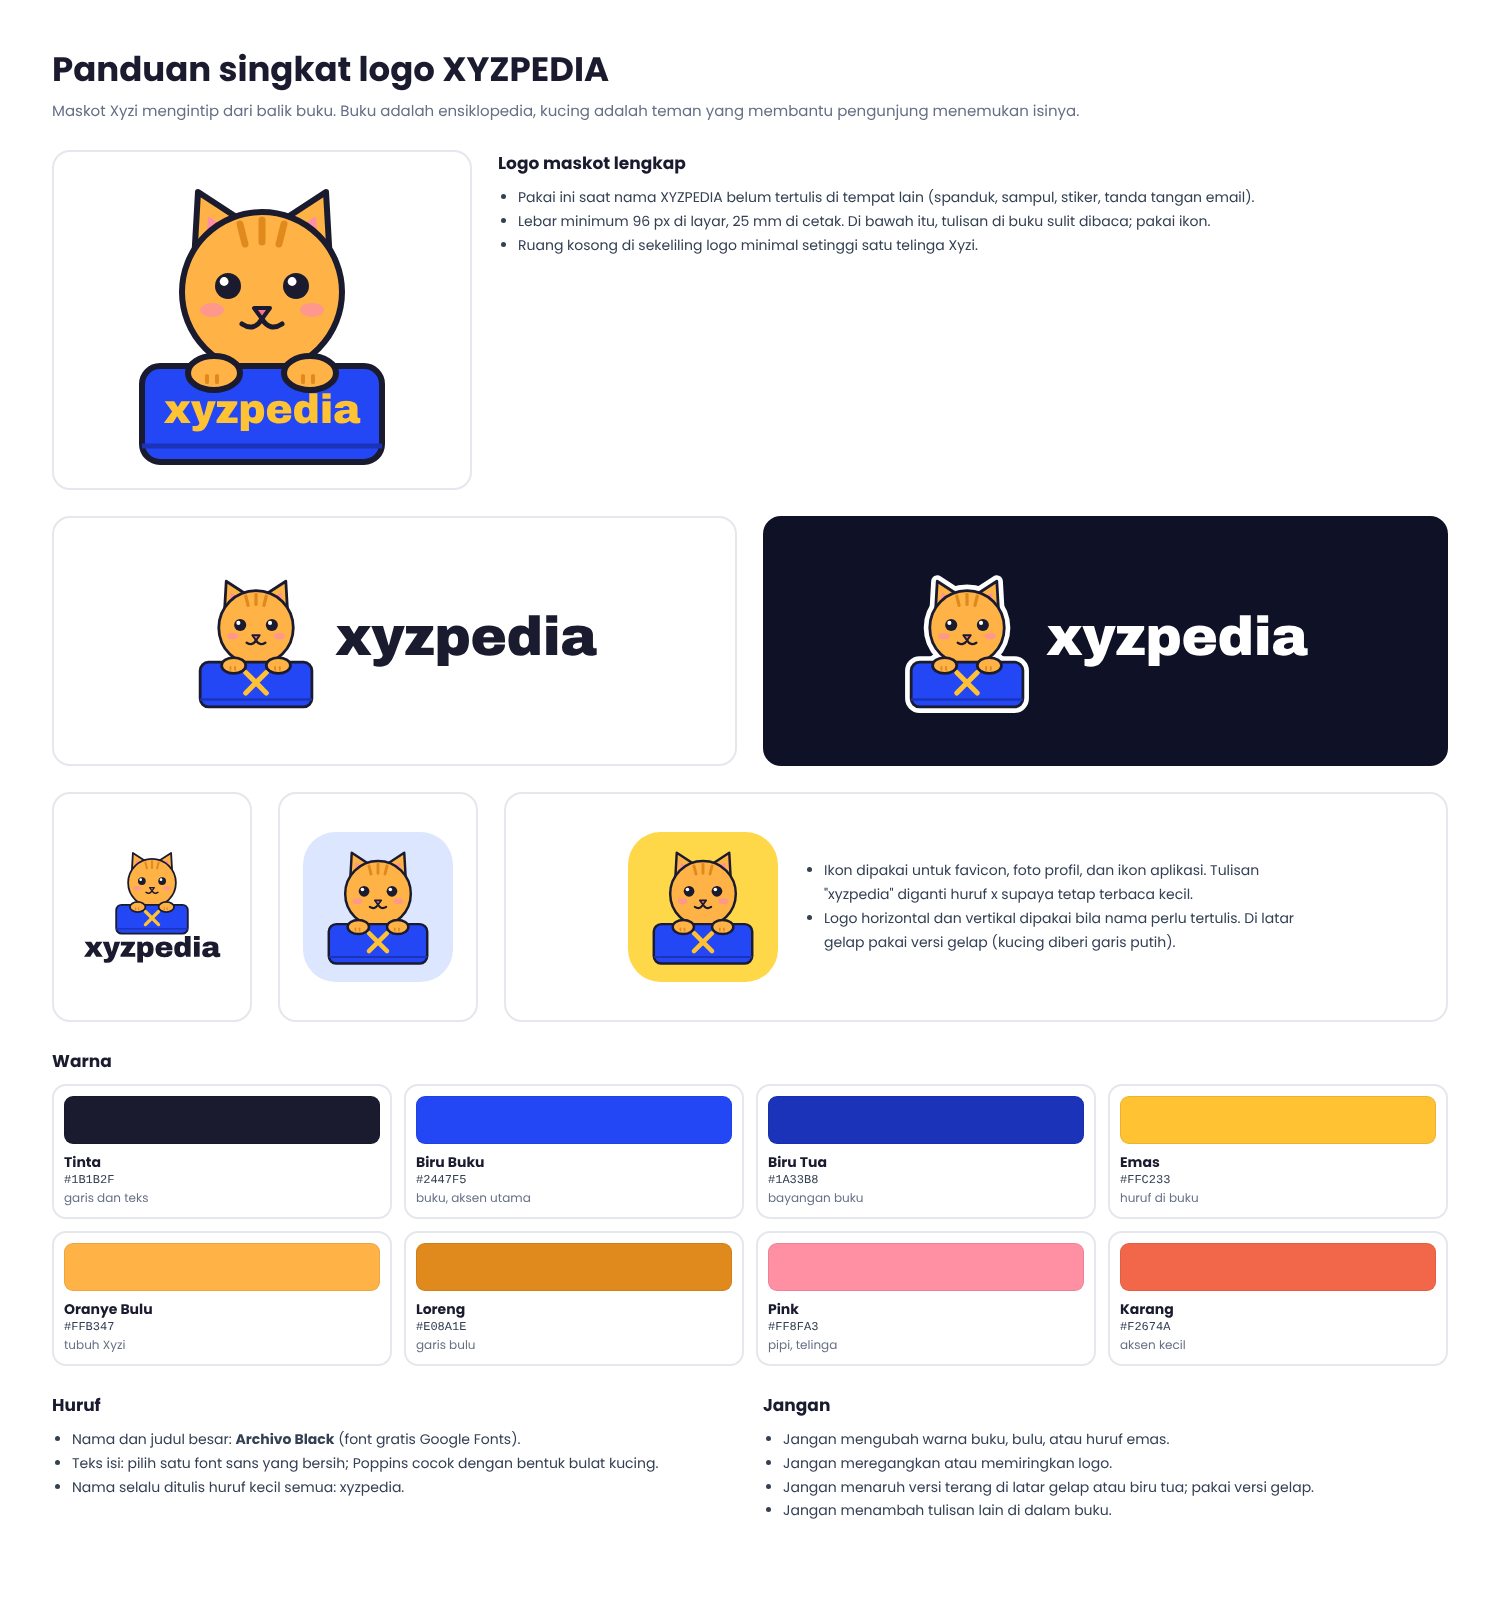 Panduan singkat logo XYZPEDIA
Maskot Xyzi mengintip dari balik buku. Buku adalah ensiklopedia, kucing adalah teman yang membantu pengunjung menemukan isinya.
xyzpedia
Logo maskot lengkap
• Pakai ini saat nama XYZPEDIA belum tertulis di tempat lain (spanduk, sampul, stiker, tanda tangan email).
• Lebar minimum 96 px di layar, 25 mm di cetak. Di bawah itu, tulisan di buku sulit dibaca; pakai ikon.
• Ruang kosong di sekeliling logo minimal setinggi satu telinga Xyzi.
xyzpedia
xyzpedia
xyzpedia
• Ikon dipakai untuk favicon, foto profil, dan ikon aplikasi. Tulisan
"xyzpedia" diganti huruf x supaya tetap terbaca kecil.
• Logo horizontal dan vertikal dipakai bila nama perlu tertulis. Di latar
gelap pakai versi gelap (kucing diberi garis putih).
Warna
Tinta
#1B1B2F
garis dan teks
Biru Buku
#2447F5
buku, aksen utama
Biru Tua
#1A33B8
bayangan buku
Emas
#FFC233
huruf di buku
Oranye Bulu
#FFB347
tubuh Xyzi
Loreng
#E08A1E
garis bulu
Pink
#FF8FA3
pipi, telinga
Karang
#F2674A
aksen kecil
Huruf
• Nama dan judul besar: Archivo Black (font gratis Google Fonts).
• Teks isi: pilih satu font sans yang bersih; Poppins cocok dengan bentuk bulat kucing.
• Nama selalu ditulis huruf kecil semua: xyzpedia.
Jangan
• Jangan mengubah warna buku, bulu, atau huruf emas.
• Jangan meregangkan atau memiringkan logo.
• Jangan menaruh versi terang di latar gelap atau biru tua; pakai versi gelap.
• Jangan menambah tulisan lain di dalam buku.